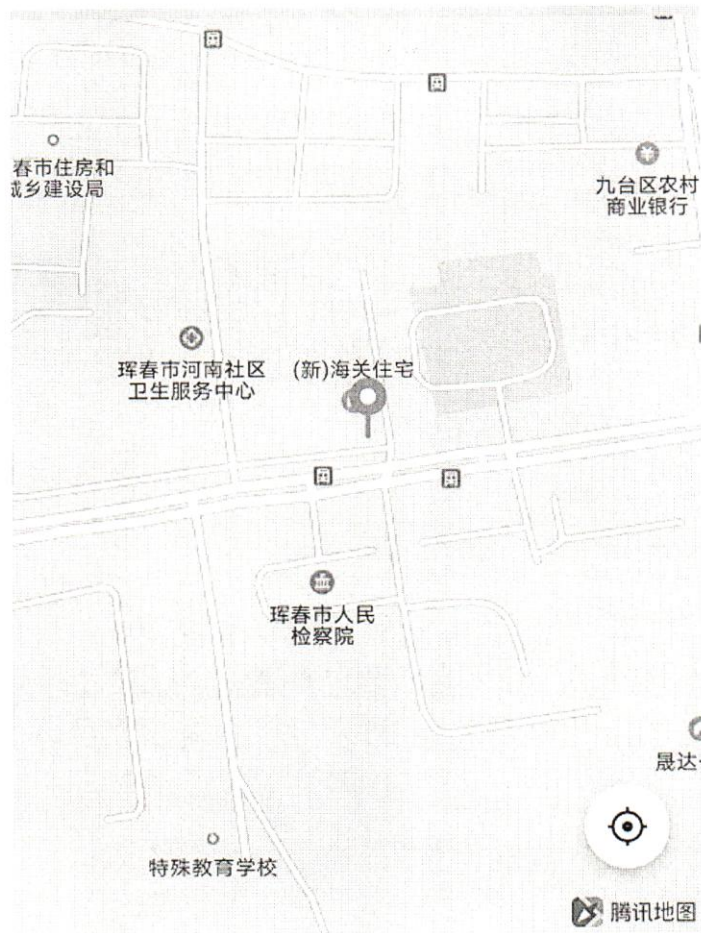 春市住房和
城乡建设局
九台区农村
商业银行
珲春市河南社区
卫生服务中心
(新)海关住宅
珲春市人民
检察院
晟达
特殊教育学校
腾讯地图